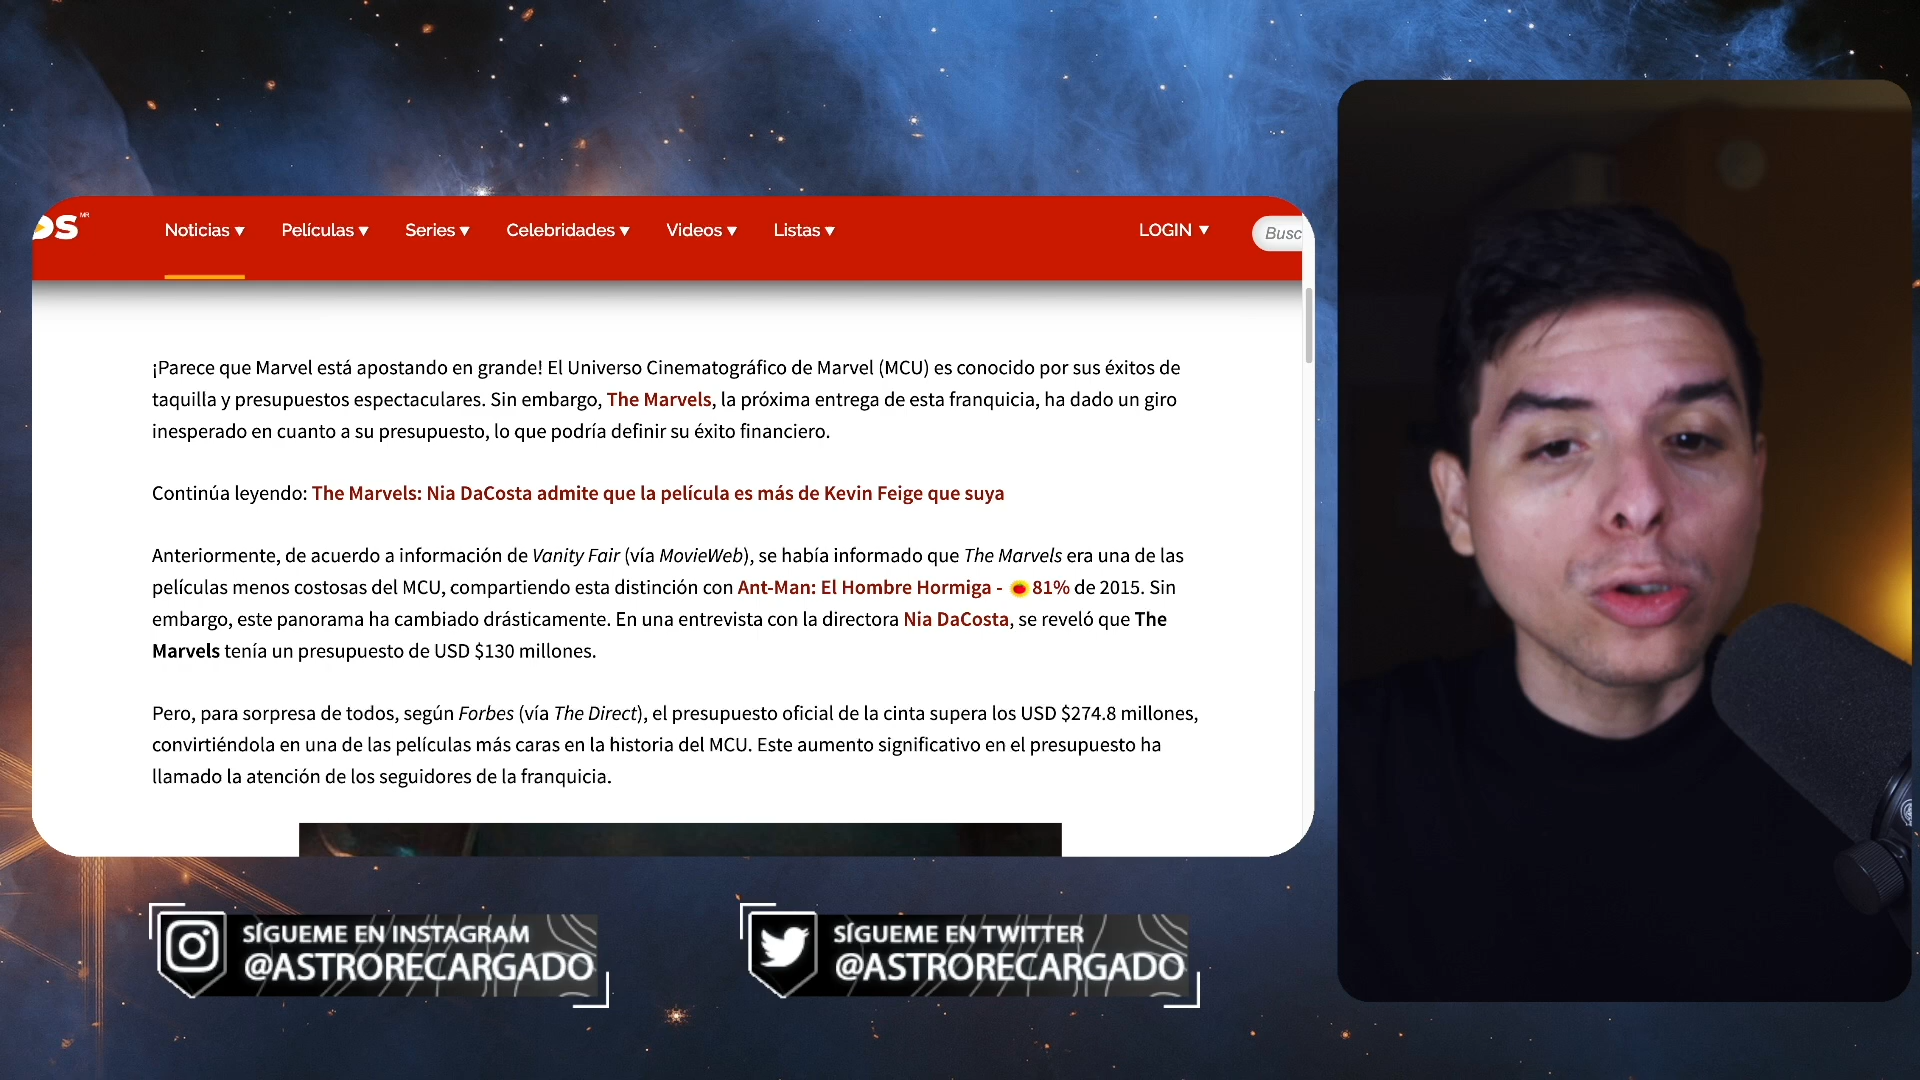 MR
Noticias ▼ Películas ▼ Series ▼ Celebridades ▼ Videos ▼ Listas ▼ LOGIN ▼
¡Parece que Marvel está apostando en grande! El Universo Cinematográfico de Marvel (MCU) es conocido por sus éxitos de
taquilla y presupuestos espectaculares. Sin embargo, The Marvels, la próxima entrega de esta franquicia, ha dado un giro
inesperado en cuanto a su presupuesto, lo que podría definir su éxito financiero.
Continúa leyendo: The Marvels: Nia DaCosta admite que la película es más de Kevin Feige que suya
Anteriormente, de acuerdo a información de Vanity Fair (vía MovieWeb), se había informado que The Marvels era una de las
películas menos costosas del MCU, compartiendo esta distinción con Ant-Man: El Hombre Hormiga - 81% de 2015. Sin
embargo, este panorama ha cambiado drásticamente. En una entrevista con la directora Nia DaCosta, se reveló que The
Marvels tenía un presupuesto de USD $130 millones.
Pero, para sorpresa de todos, según Forbes (vía The Direct), el presupuesto oficial de la cinta supera los USD $274.8 millones,
convirtiéndola en una de las películas más caras en la historia del MCU. Este aumento significativo en el presupuesto ha
llamado la atención de los seguidores de la franquicia.
SÍGUEME EN INSTAGRAM
@ASTRORECARGADO
SÍGUEME EN TWITTER
@ASTRORECARGADO